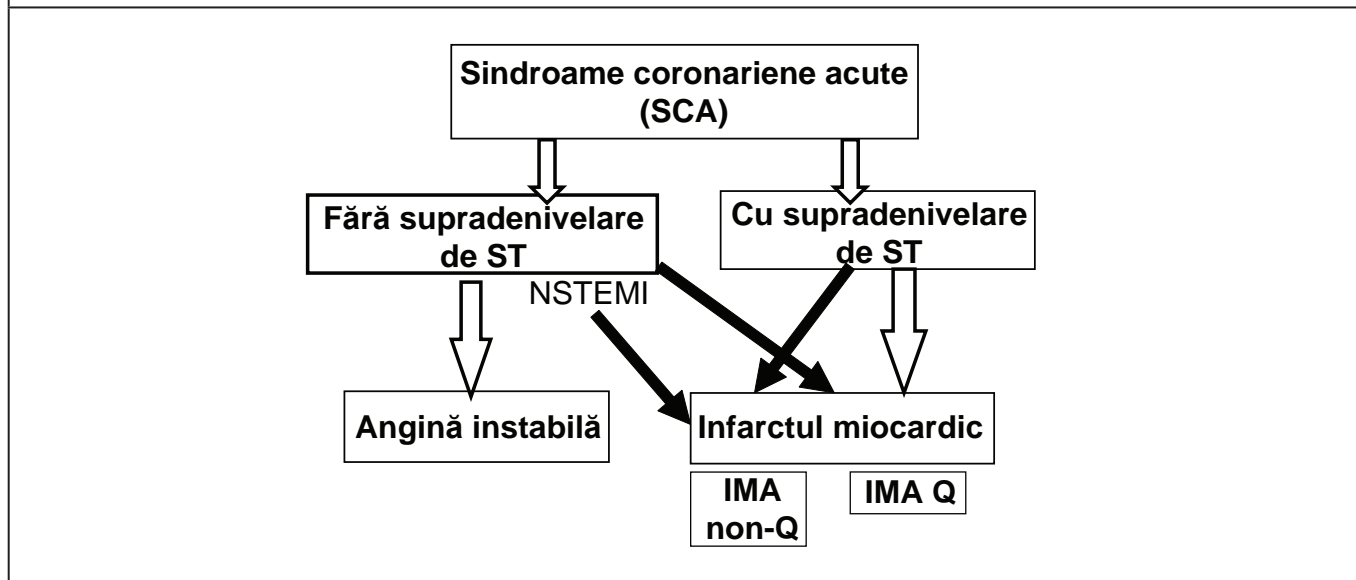 Sindroame coronariene acute
(SCA)
Fără supradenivelare
de ST
Cu supradenivelare
de ST
NSTEMI
Angină instabilă
Infarctul miocardic
IMA
non-Q
IMA Q